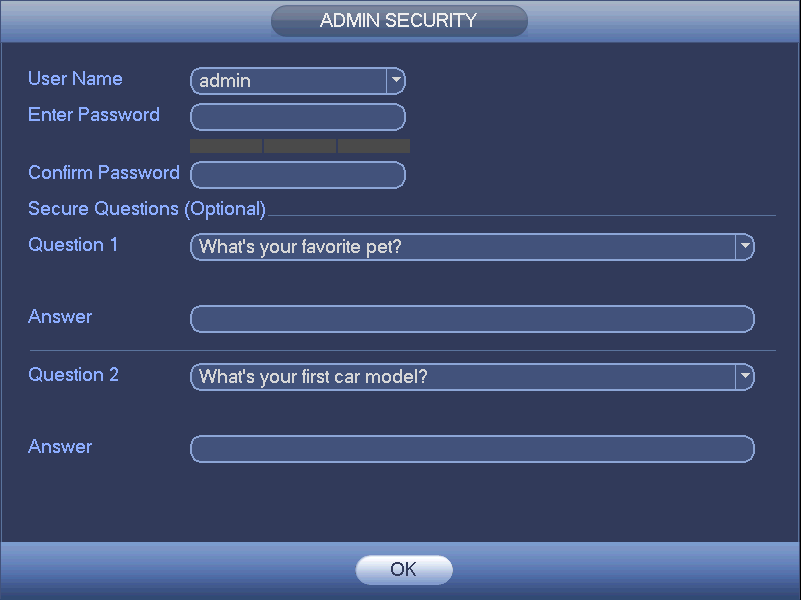 ADMIN SECURITY
User Name admin
Enter Password
Confirm Password
Secure Questions (Optional)
Question 1 What's your favorite pet?
Answer
Question 2 What's your first car model?
Answer
OK